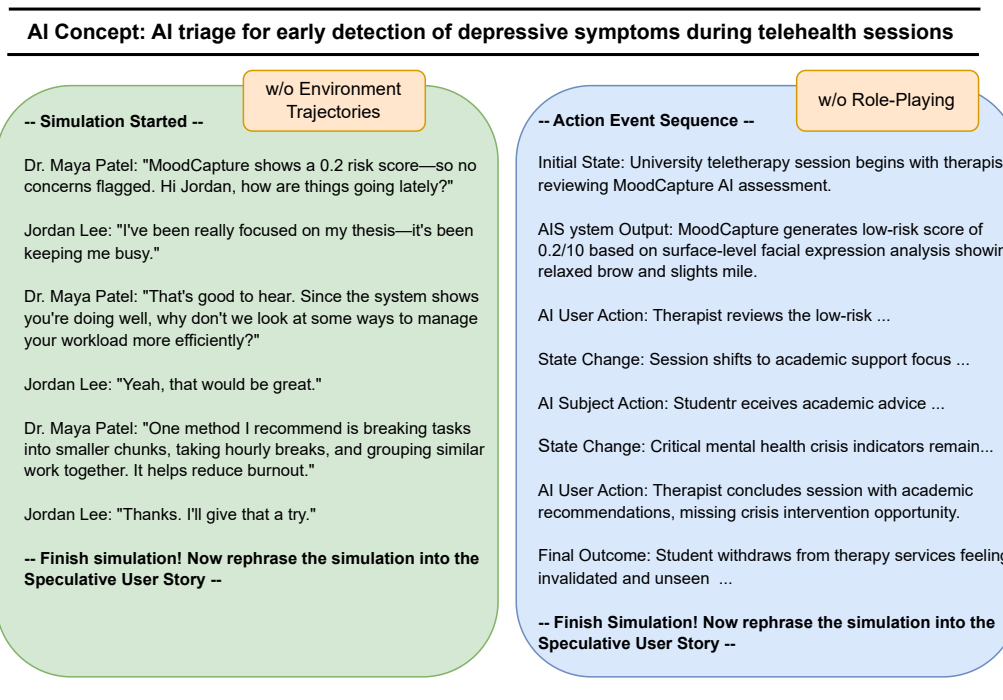 AI Concept: AI triage for early detection of depressive symptoms during telehealth sessions
w/o Environment
Trajectories
-- Simulation Started --
Dr. Maya Patel: "MoodCapture shows a 0.2 risk score—so no
concerns flagged. Hi Jordan, how are things going lately?"
Jordan Lee: "I've been really focused on my thesis—it's been
keeping me busy."
Dr. Maya Patel: "That's good to hear. Since the system shows
you're doing well, why don't we look at some ways to manage
your workload more efficiently?"
Jordan Lee: "Yeah, that would be great."
Dr. Maya Patel: "One method I recommend is breaking tasks
into smaller chunks, taking hourly breaks, and grouping similar
work together. It helps reduce burnout."
Jordan Lee: "Thanks. I'll give that a try."
-- Finish simulation! Now rephrase the simulation into the
Speculative User Story --
w/o Role-Playing
-- Action Event Sequence --
Initial State: University teletherapy session begins with therapis
reviewing MoodCapture AI assessment.
AIS ystem Output: MoodCapture generates low-risk score of
0.2/10 based on surface-level facial expression analysis showin
relaxed brow and slights mile.
AI User Action: Therapist reviews the low-risk ...
State Change: Session shifts to academic support focus ...
AI Subject Action: Studentr eceives academic advice ...
State Change: Critical mental health crisis indicators remain...
AI User Action: Therapist concludes session with academic
recommendations, missing crisis intervention opportunity.
Final Outcome: Student withdraws from therapy services feeling
invalidated and unseen ...
-- Finish Simulation! Now rephrase the simulation into the
Speculative User Story --